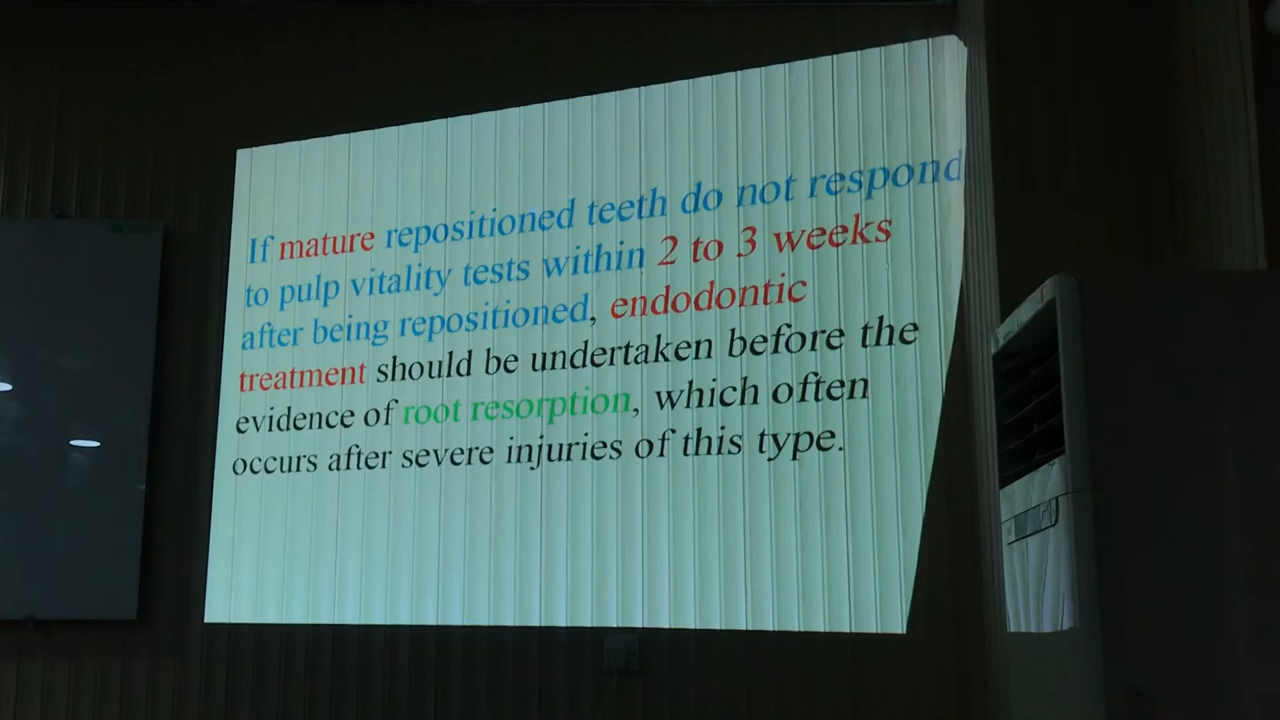 If mature repositioned teeth do not respond
to pulp vitality tests within 2 to 3 weeks
after being repositioned, endodontic
treatment should be undertaken before the
evidence of root resorption, which often
occurs after severe injuries of this type.